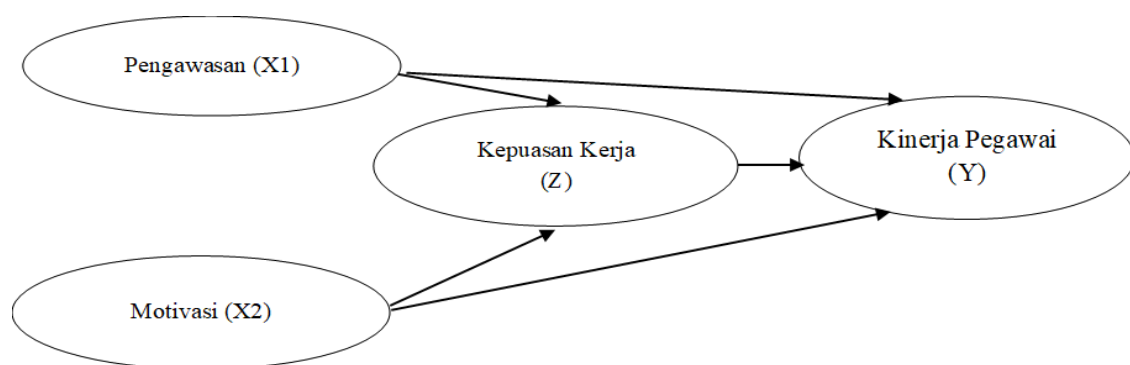 Pengawasan (X1)
Kepuasan Kerja
(Z)
Kinerja Pegawai
(Y)
Motivasi (X2)